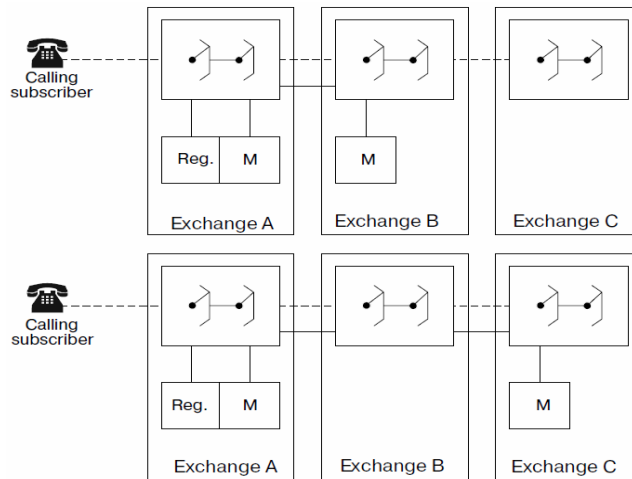 Calling
subscriber
Reg.
M
M
Exchange A
Exchange B
Exchange C
Calling
subscriber
Reg.
M
M
Exchange A
Exchange B
Exchange C